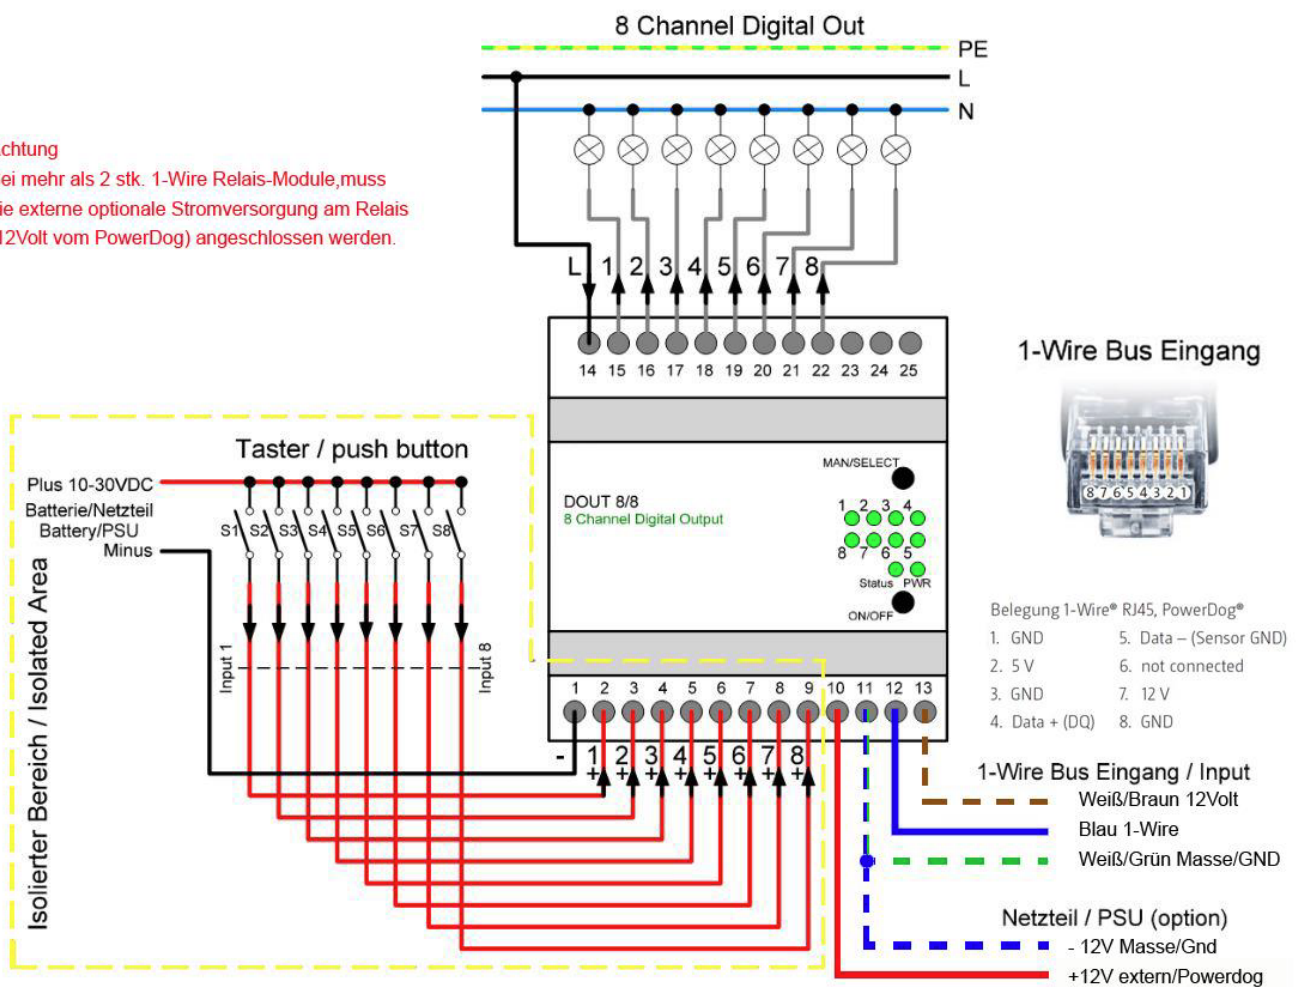 8 Channel Digital Out
PE
L
N
chtung
ei mehr als 2 stk. 1-Wire Relais-Module,muss
ie externe optionale Stromversorgung am Relais
12Volt vom PowerDog) angeschlossen werden.
L 1 2 3 4 5 6 7 8
14 15 16 17 18 19 20 21 22 23 24 25
1-Wire Bus Eingang
8 7 6 5 4 3 2 1
Taster / push button
Plus 10-30VDC
Batterie/Netzteil
Battery/PSU
Minus
S1 S2 S3 S4 S5 S6 S7 S8
Input 1
Input 8
Isolierter Bereich / Isolated Area
MAN/SELECT
DOUT 8/8
8 Channel Digital Output
1 2 3 4
8 7 6 5
Status PWR
ON/OFF
1 2 3 4 5 6 7 8 9 10 11 12 13
- 1 2 3 4 5 6 7 8
+ + + + + + + +
Belegung 1-Wire® RJ45, PowerDog®
1. GND
2. 5 V
3. GND
4. Data + (DQ)
5. Data – (Sensor GND)
6. not connected
7. 12 V
8. GND
1-Wire Bus Eingang / Input
Weiß/Braun 12Volt
Blau 1-Wire
Weiß/Grün Masse/GND
Netzteil / PSU (option)
- 12V Masse/Gnd
+12V extern/Powerdog